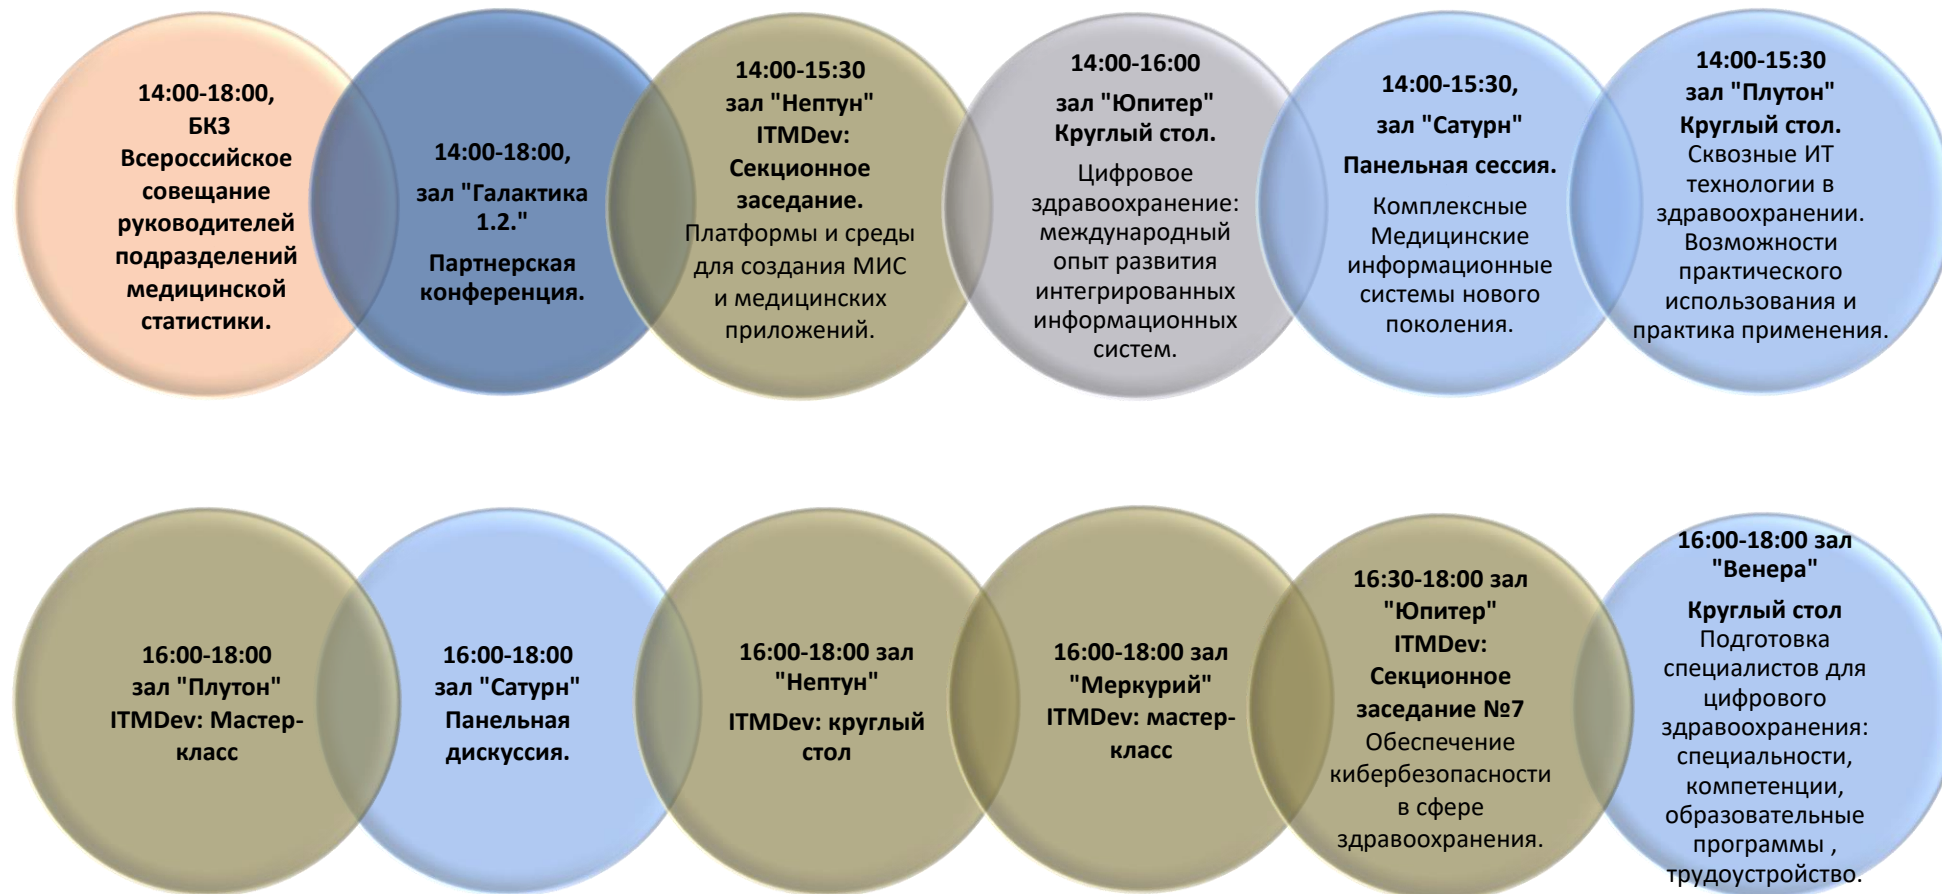 14:00-18:00,
БКЗ
Всероссийское
совещание
руководителей
подразделений
медицинской
статистики.
14:00-18:00,
зал "Галактика
1.2."
Партнерская
конференция.
14:00-15:30
зал "Нептун"
ITMDev:
Секционное
заседание.
Платформы и среды
для создания МИС
и медицинских
приложений.
14:00-16:00
зал "Юпитер"
Круглый стол.
Цифровое
здравоохранение:
международный
опыт развития
интегрированных
информационных
систем.
14:00-15:30,
зал "Сатурн"
Панельная сессия.
Комплексные
Медицинские
информационные
системы нового
поколения.
14:00-15:30
зал "Плутон"
Круглый стол.
Сквозные ИТ
технологии в
здравоохранении.
Возможности
практического
использования и
практика применения.
16:00-18:00
зал "Плутон"
ITMDev: Мастер-
класс
16:00-18:00
зал "Сатурн"
Панельная
дискуссия.
16:00-18:00 зал
"Нептун"
ITMDev: круглый
стол
16:00-18:00 зал
"Меркурий"
ITMDev: мастер-
класс
16:30-18:00 зал
"Юпитер"
ITMDev:
Секционное
заседание №7
Обеспечение
кибербезопасности
в сфере
здравоохранения.
16:00-18:00 зал
"Венера"
Круглый стол
Подготовка
специалистов для
цифрового
здравоохранения:
специальности,
компетенции,
образовательные
программы ,
трудоустройство.